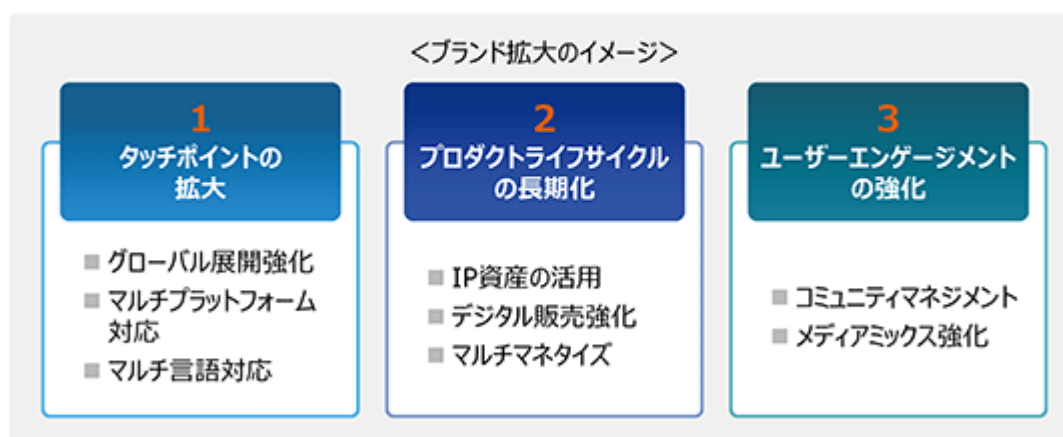 <ブランド拡大のイメージ>
1
タッチポイントの
拡大
■ グローバル展開強化
■ マルチプラットフォーム
対応
■ マルチ言語対応
2
プロダクトライフサイクル
の長期化
■ IP資産の活用
■ デジタル販売強化
■ マルチマネタイズ
3
ユーザーエンゲージメント
の強化
■ コミュニティマネジメント
■ メディアミックス強化